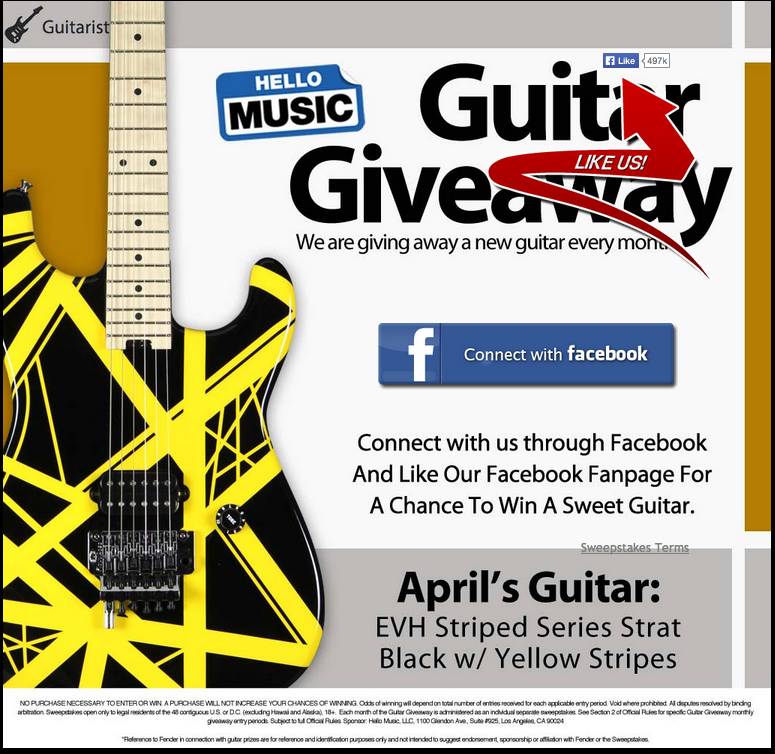 Guitarist
Like 497k
HELLO
MUSIC
Guitar
Giveaway
LIKE US!
We are giving away a new guitar every month
f Connect with facebook
Connect with us through Facebook
And Like Our Facebook Fanpage For
A Chance To Win A Sweet Guitar.
Sweepstakes Terms
April's Guitar:
EVH Striped Series Strat
Black w/ Yellow Stripes
NO PURCHASE NECESSARY TO ENTER OR WIN. A PURCHASE WILL NOT INCREASE YOUR CHANCES OF WINNING. Odds of winning will depend on total number of entries received for each applicable entry period. Void where prohibited. All disputes resolved by binding
arbitration. Sweepstakes open only to legal residents of the 48 contiguous U.S. or D.C. (excluding Hawaii and Alaska), 18+. Each month of the Guitar Giveaway is administered as an individual separate sweepstakes. See Section 2 of Official Rules for specific Guitar Giveaway monthly
giveaway entry periods. Subject to full Official Rules. Sponsor: Hello Music, LLC, 1100 Glendon Ave., Suite #925, Los Angeles, CA 90024
*Reference to Fender in connection with guitar prizes are for reference and identification purposes only and not intended to suggest endorsement, sponsorship or affiliation with Fender or the Sweepstakes.